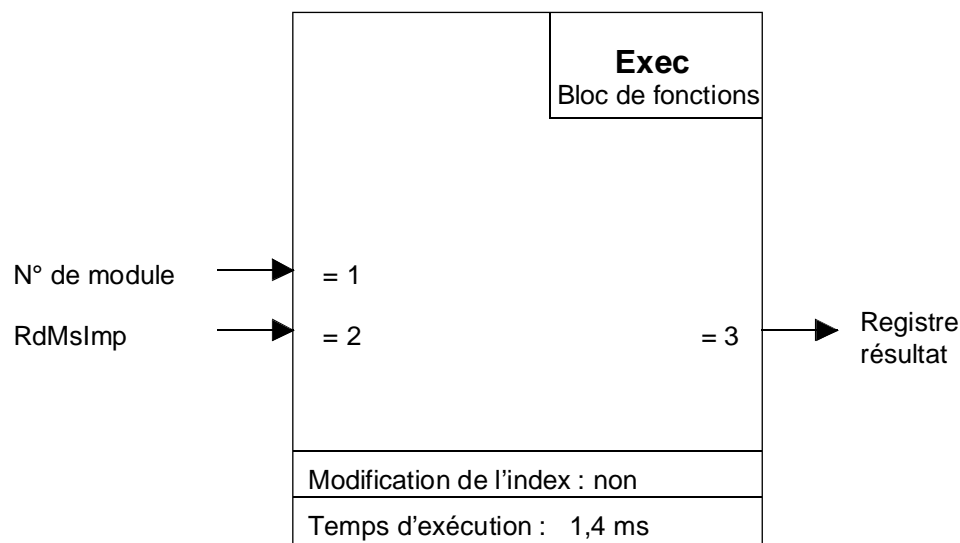 Exec
Bloc de fonctions
N° de module
= 1
RdMsImp
= 2
= 3
Registre
résultat
Modification de l'index : non
Temps d'exécution : 1,4 ms